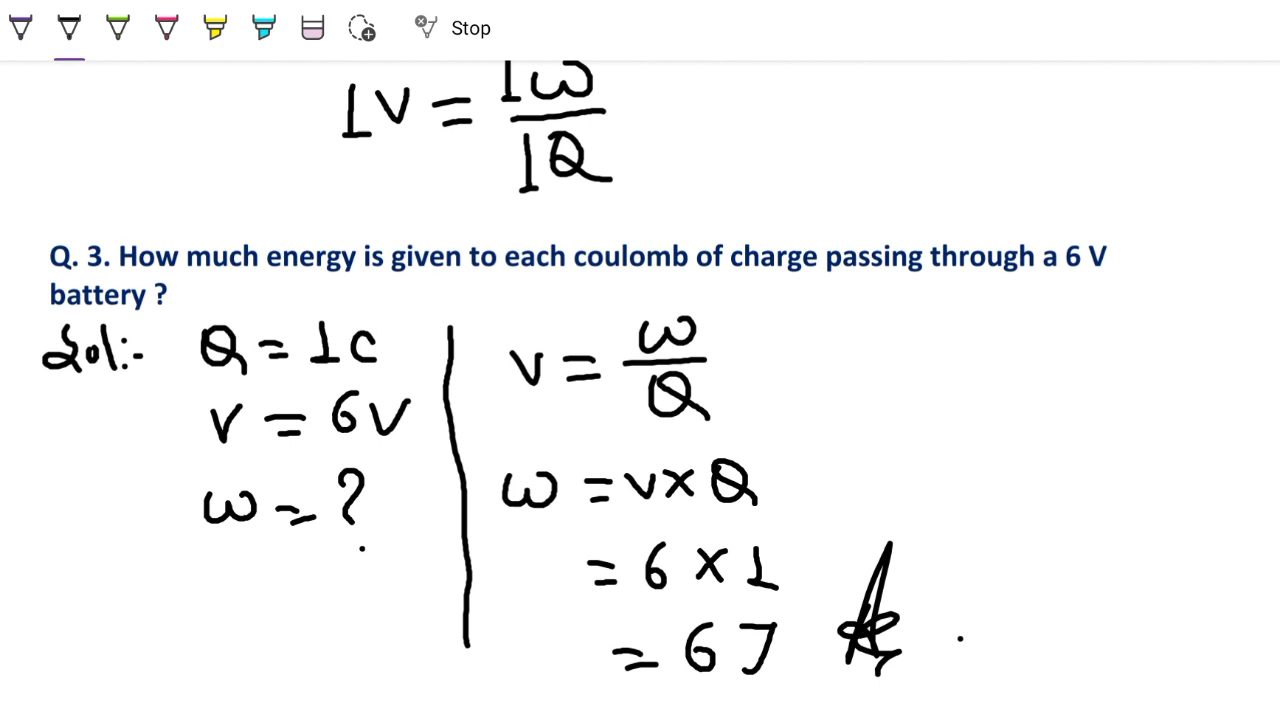 Stop
1V = 1W / 1Q
Q. 3. How much energy is given to each coulomb of charge passing through a 6 V
battery ?
Sol:- Q = 1C
V = 6V
W = ?
V = W / Q
W = V × Q
= 6 × 1
= 6J